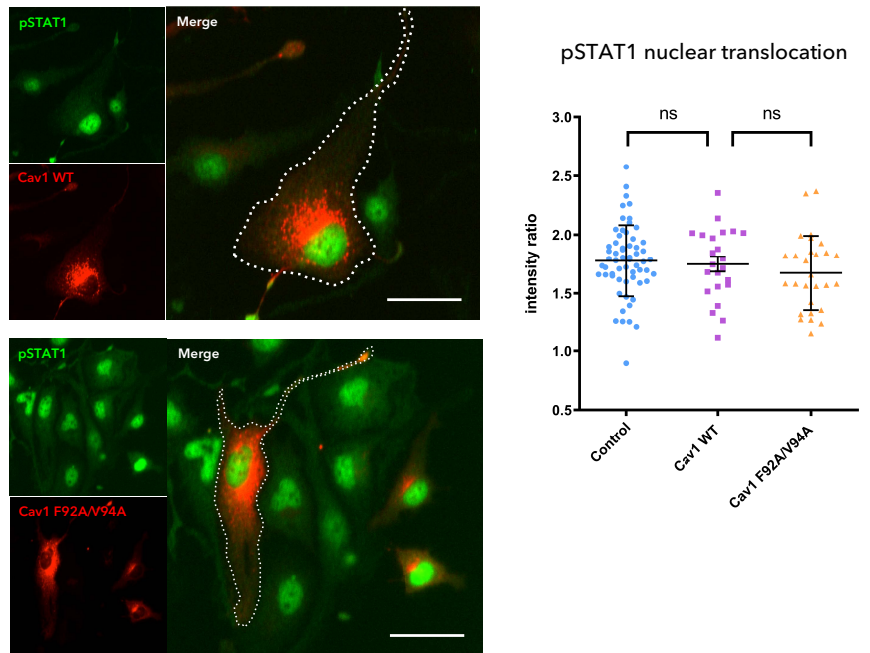 pSTAT1
Merge
Cav1 WT
pSTAT1
Merge
Cav1 F92A/V94A
pSTAT1 nuclear translocation
ns
ns
3.0
2.5
2.0
1.5
1.0
0.5
intensity ratio
Control
Cav1 WT
Cav1 F92A/V94A